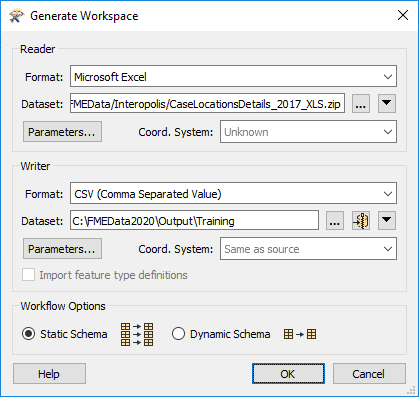 Generate Workspace
Reader
Format: Microsoft Excel
Dataset: FMEData/Interopolis/CaseLocationsDetails_2017_XLS.zip ...
Parameters... Coord. System: Unknown
Writer
Format: CSV (Comma Separated Value)
Dataset: C:\FMEData2020\Output\Training ...
Parameters... Coord. System: Same as source
Import feature type definitions
Workflow Options
Static Schema Dynamic Schema
Help OK Cancel